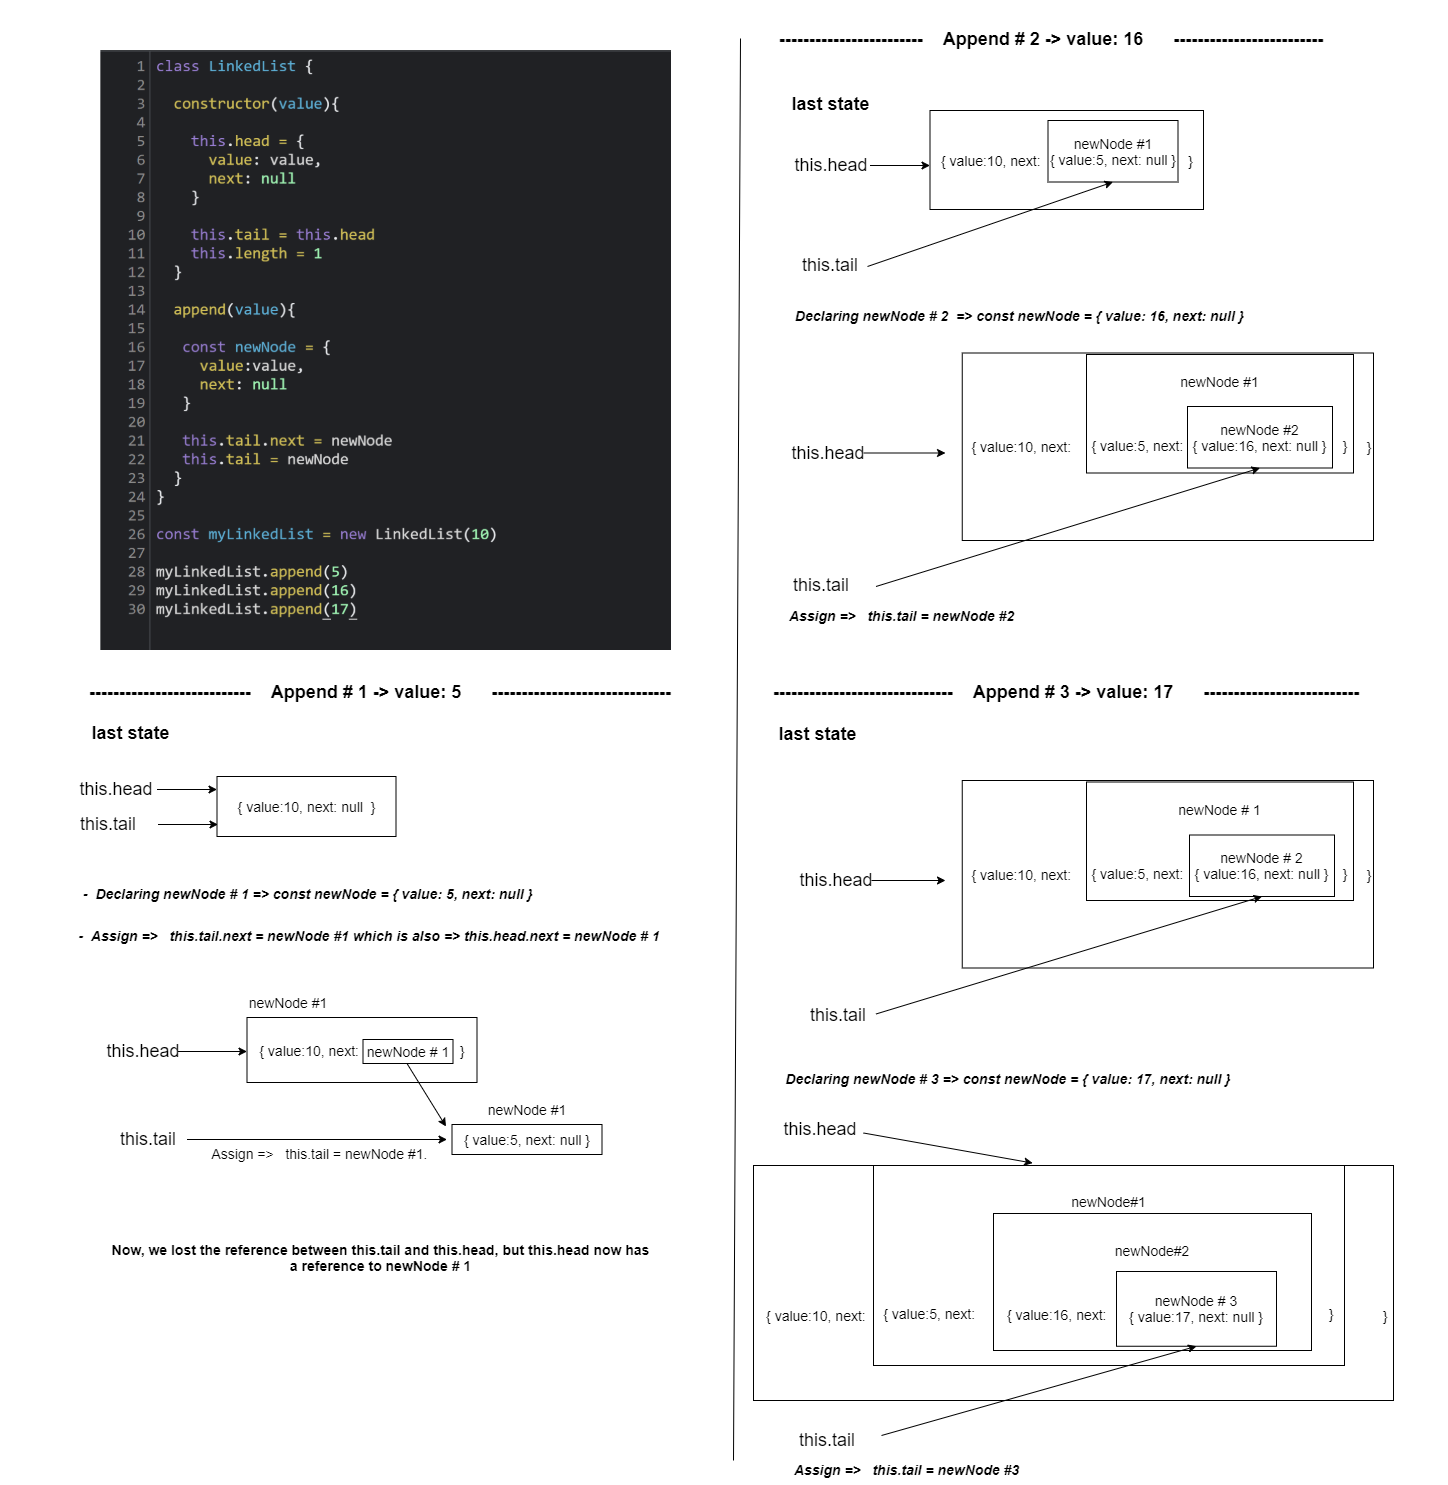 1 class LinkedList {
2
3 constructor(value){
4
5 this.head = {
6 value: value,
7 next: null
8 }
9
10 this.tail = this.head
11 this.length = 1
12 }
13
14 append(value){
15
16 const newNode = {
17 value:value,
18 next: null
19 }
20
21 this.tail.next = newNode
22 this.tail = newNode
23 }
24 }
25
26 const myLinkedList = new LinkedList(10)
27
28 myLinkedList.append(5)
29 myLinkedList.append(16)
30 myLinkedList.append(17)
--------------------------- Append # 1 -> value: 5 ------------------------------
last state
this.head
{ value:10, next: null }
this.tail
- Declaring newNode # 1 => const newNode = { value: 5, next: null }
- Assign => this.tail.next = newNode #1 which is also => this.head.next = newNode # 1
newNode #1
this.head
{ value:10, next: newNode # 1 }
newNode #1
this.tail
{ value:5, next: null }
Assign => this.tail = newNode #1.
Now, we lost the reference between this.tail and this.head, but this.head now has
a reference to newNode # 1
------------------------ Append # 2 -> value: 16 -------------------------
last state
newNode #1
this.head
{ value:10, next: { value:5, next: null } }
this.tail
Declaring newNode # 2 => const newNode = { value: 16, next: null }
newNode #1
newNode #2
this.head
{ value:10, next: { value:5, next: { value:16, next: null } } }
this.tail
Assign => this.tail = newNode #2
------------------------------ Append # 3 -> value: 17 --------------------------
last state
newNode # 1
newNode # 2
this.head
{ value:10, next: { value:5, next: { value:16, next: null } } }
this.tail
Declaring newNode # 3 => const newNode = { value: 17, next: null }
this.head
newNode#1
newNode#2
newNode # 3
{ value:10, next: { value:5, next: { value:16, next: { value:17, next: null } } }
this.tail
Assign => this.tail = newNode #3